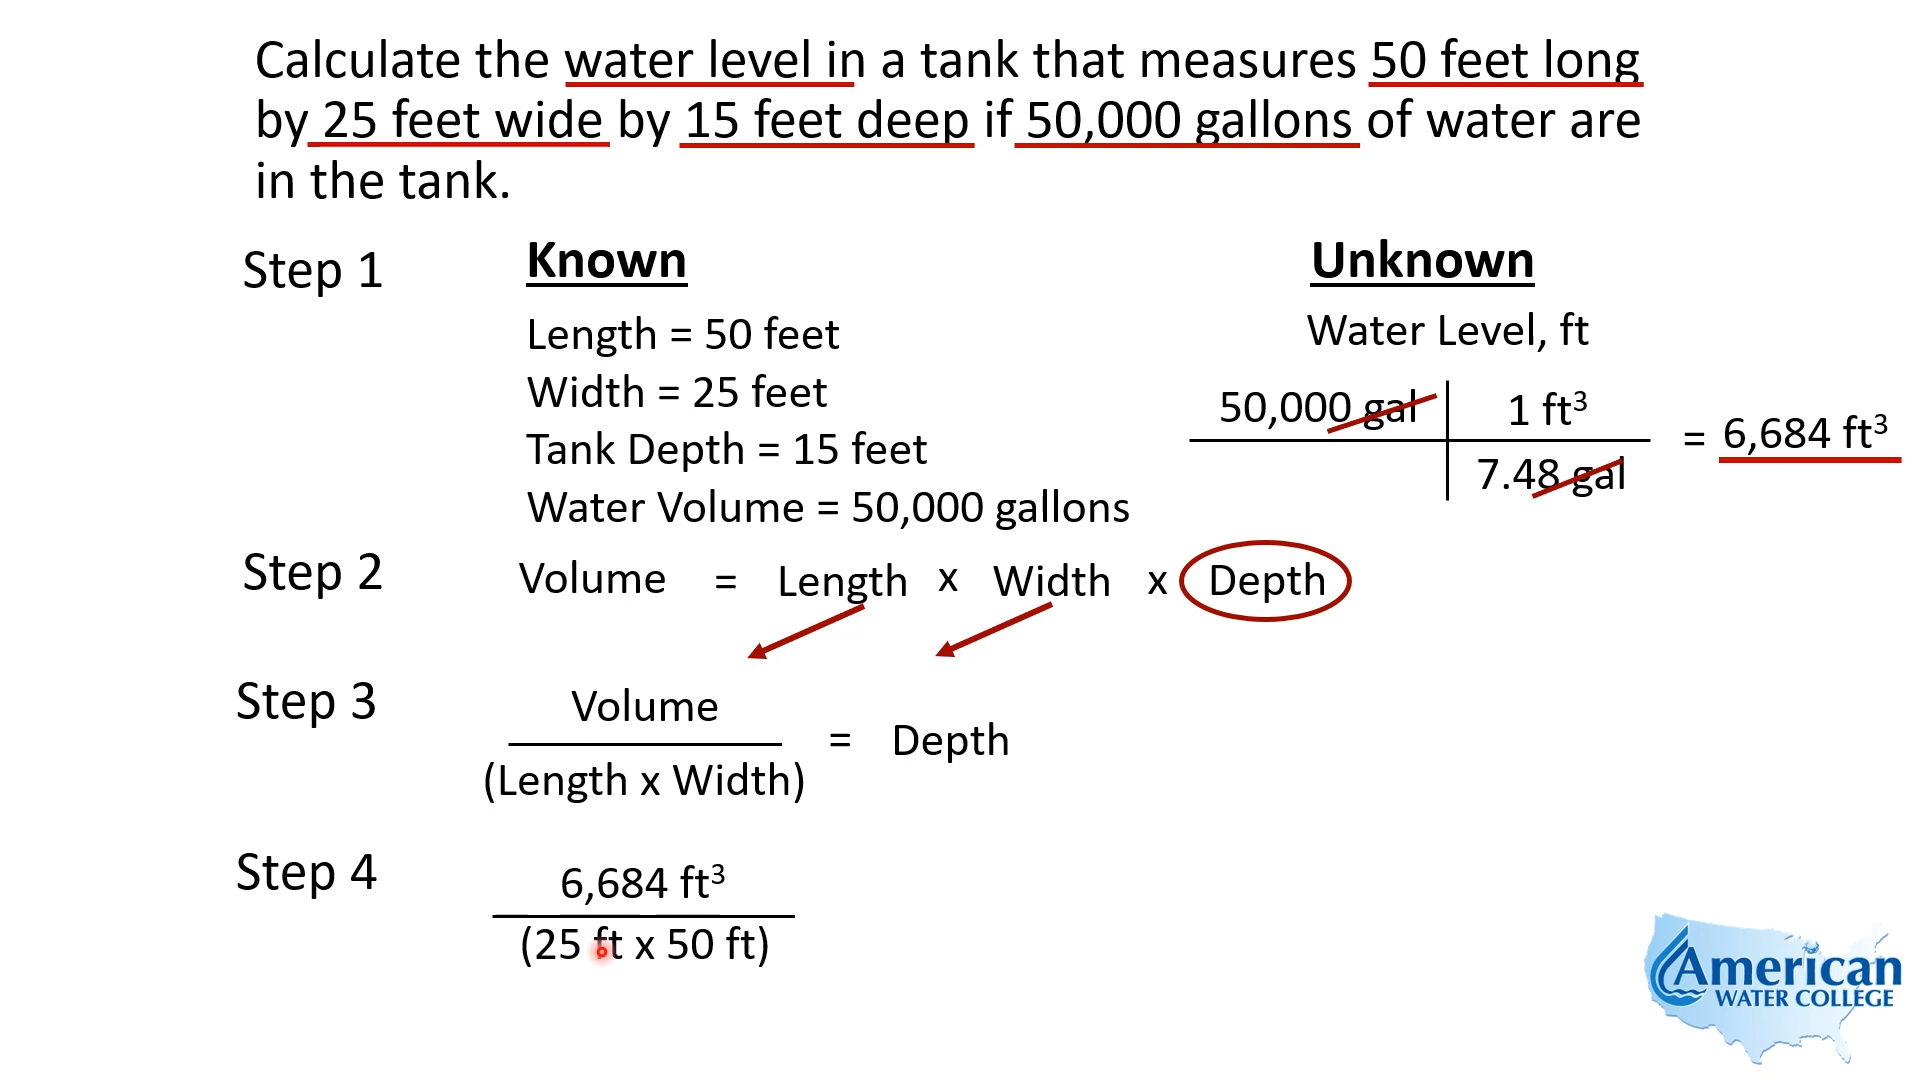 Calculate the water level in a tank that measures 50 feet long
by 25 feet wide by 15 feet deep if 50,000 gallons of water are
in the tank.
Step 1
Known
Unknown
Length = 50 feet
Width = 25 feet
Tank Depth = 15 feet
Water Volume = 50,000 gallons
Water Level, ft
50,000 gal 1 ft³
7.48 gal
= 6,684 ft³
Step 2
Volume = Length x Width x Depth
Step 3
Volume
(Length x Width)
= Depth
Step 4
6,684 ft³
(25 ft x 50 ft)
American
WATER COLLEGE